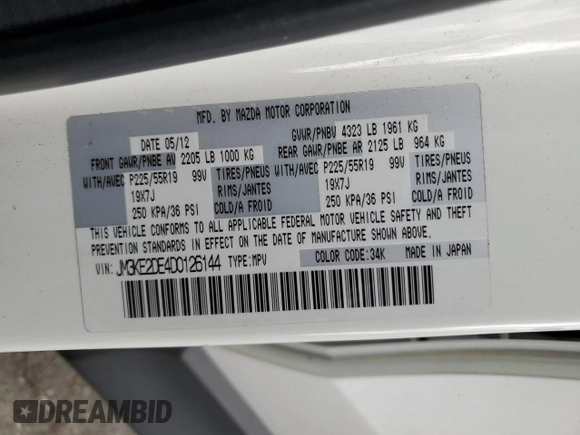 MFD. BY MAZDA MOTOR CORPORATION
DATE 05/12 GVWR/PNBV 4323 LB 1961 KG
FRONT GAWR/PNBE AV 2205 LB 1000 KG REAR GAWR/PNBE AR 2125 LB 964 KG
WITH/AVEC P225/55R19 99V TIRES/PNEUS WITH/AVEC P225/55R19 99V TIRES/PNEUS
19X7J RIMS/JANTES 19X7J RIMS/JANTES
250 KPA/36 PSI COLD/A FROID 250 KPA/36 PSI COLD/A FROID
THIS VEHICLE CONFORMS TO ALL APPLICABLE FEDERAL MOTOR VEHICLE SAFETY AND THEFT
PREVENTION STANDARDS IN EFFECT ON THE DATE OF MANUFACTURE SHOWN ABOVE.
VIN: JM3KE2DE4D0126144 TYPE:MPV COLOR CODE:34K MADE IN JAPAN
DREAMBID